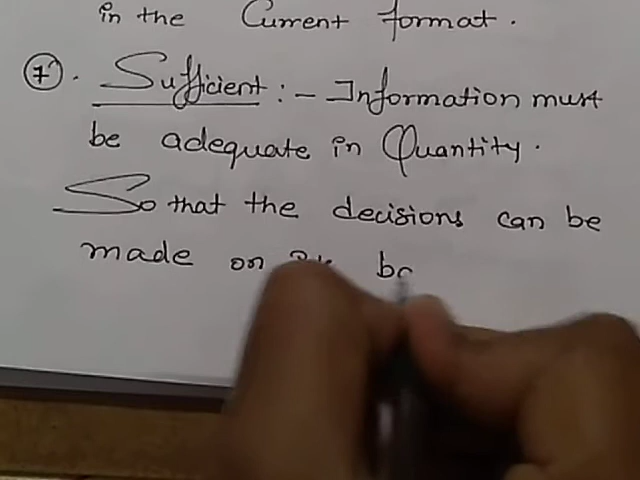 in the Current format.
7. Sufficient :- Information must
be adequate in Quantity.
So that the decisions can be
made on